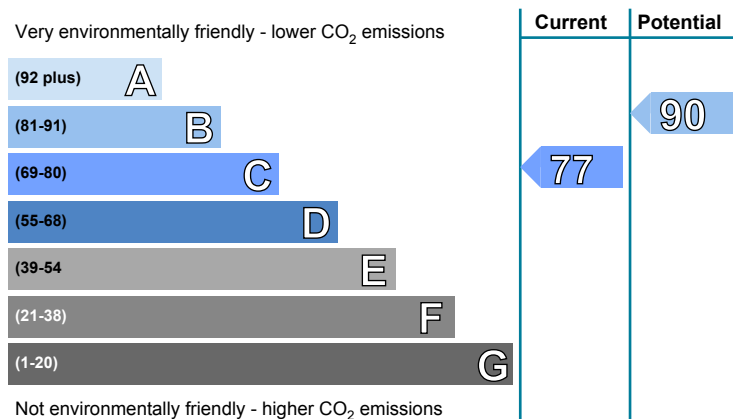 Current Potential
Very environmentally friendly - lower CO2 emissions
(92 plus) A
(81-91) B 90
(69-80) C 77
(55-68) D
(39-54 E
(21-38) F
(1-20) G
Not environmentally friendly - higher CO2 emissions